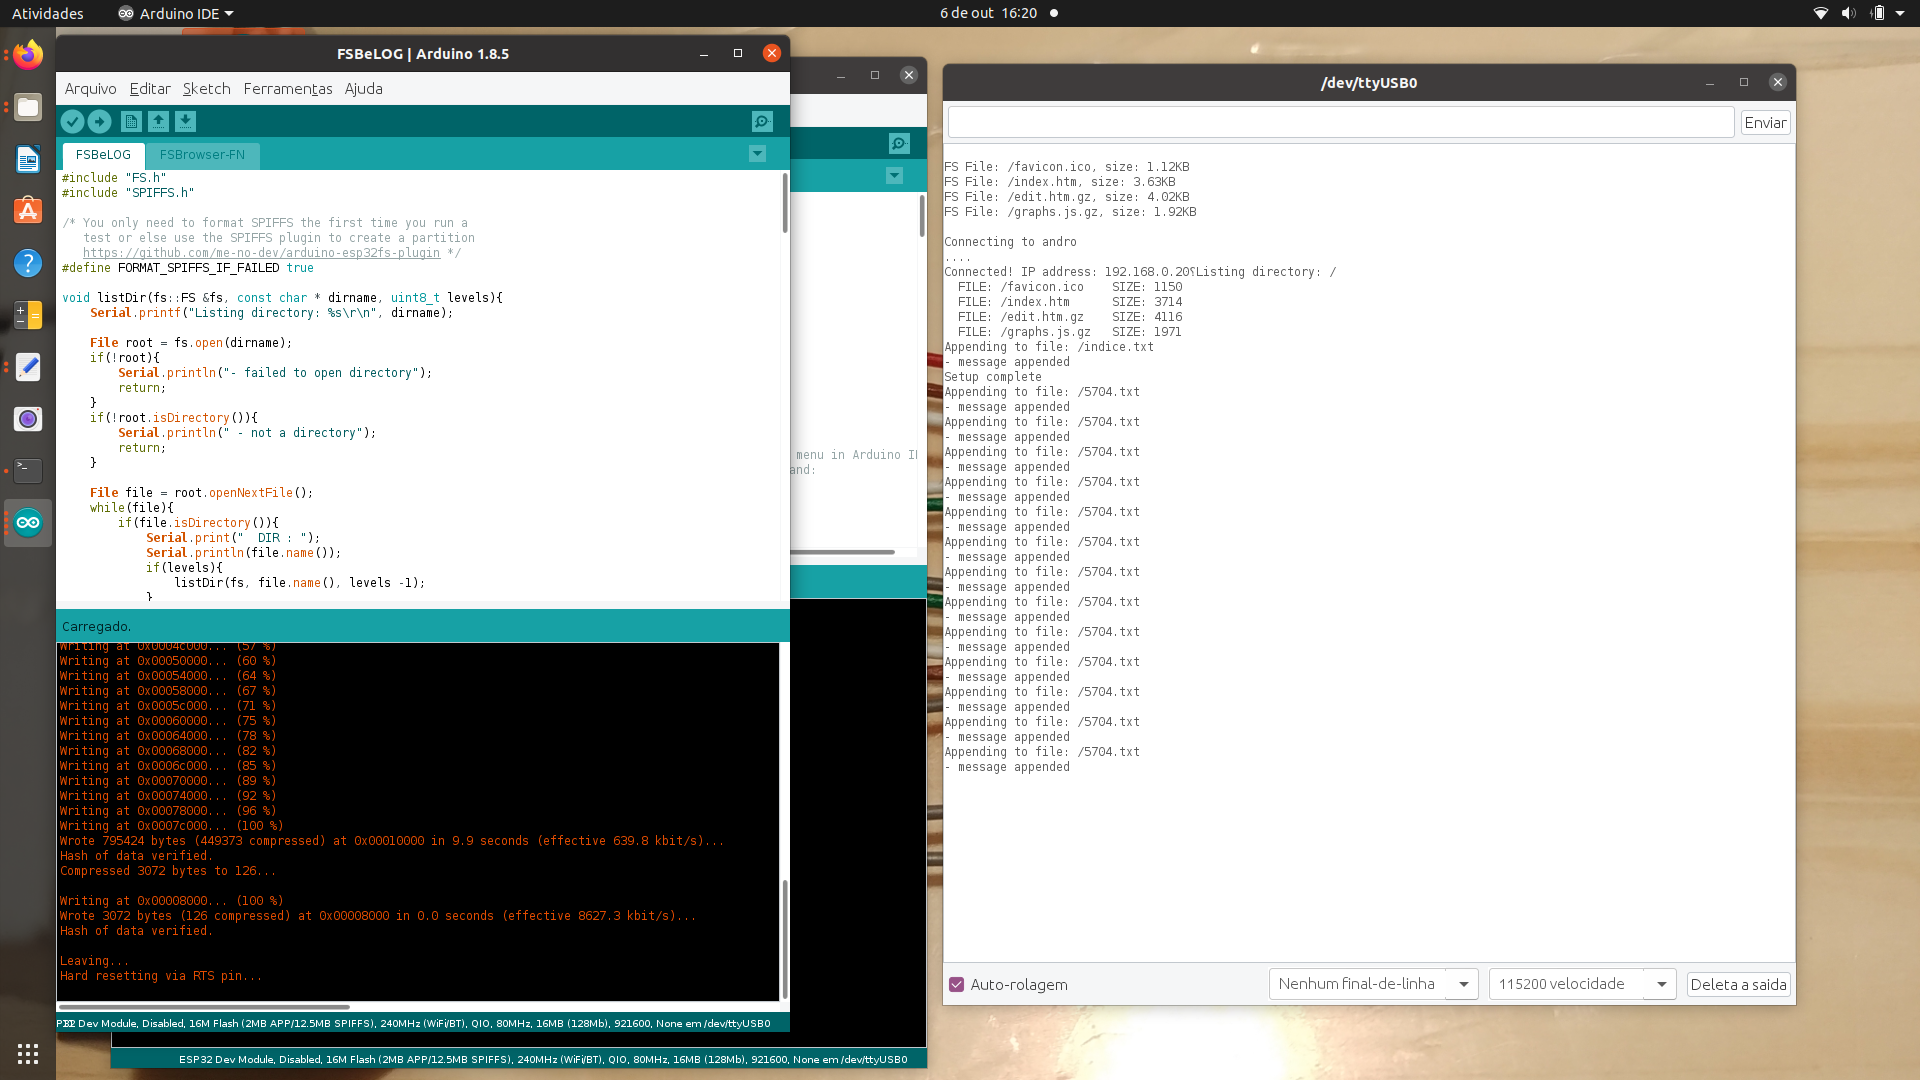 Atividades
Arduino IDE
6 de out 16:20
FSBeLOG | Arduino 1.8.5
Arquivo Editar Sketch Ferramentas Ajuda
FSBeLOG FSBrowser-FN
#include "FS.h"
#include "SPIFFS.h"
/* You only need to format SPIFFS the first time you run a
test or else use the SPIFFS plugin to create a partition
https://github.com/me-no-dev/arduino-esp32fs-plugin */
#define FORMAT_SPIFFS_IF_FAILED true
void listDir(fs::FS &fs, const char * dirname, uint8_t levels){
Serial.printf("Listing directory: %s\r\n", dirname);
File root = fs.open(dirname);
if(!root){
Serial.println("- failed to open directory");
return;
}
if(!root.isDirectory()){
Serial.println(" - not a directory");
return;
}
File file = root.openNextFile();
while(file){
if(file.isDirectory()){
Serial.print("  DIR : ");
Serial.println(file.name());
if(levels){
listDir(fs, file.name(), levels -1);
}
Carregado.
Writing at 0x0004c000... (57 %)
Writing at 0x00050000... (60 %)
Writing at 0x00054000... (64 %)
Writing at 0x00058000... (67 %)
Writing at 0x0005c000... (71 %)
Writing at 0x00060000... (75 %)
Writing at 0x00064000... (78 %)
Writing at 0x00068000... (82 %)
Writing at 0x0006c000... (85 %)
Writing at 0x00070000... (89 %)
Writing at 0x00074000... (92 %)
Writing at 0x00078000... (96 %)
Writing at 0x0007c000... (100 %)
Wrote 795424 bytes (449373 compressed) at 0x00010000 in 9.9 seconds (effective 639.8 kbit/s)...
Hash of data verified.
Compressed 3072 bytes to 126...
Writing at 0x00008000... (100 %)
Wrote 3072 bytes (126 compressed) at 0x00008000 in 0.0 seconds (effective 8627.3 kbit/s)...
Hash of data verified.
Leaving...
Hard resetting via RTS pin...
Dev Module, Disabled, 16M Flash (2MB APP/12.5MB SPIFFS), 240MHz (WiFi/BT), QIO, 80MHz, 16MB (128Mb), 921600, None em /dev/ttyUSB0
menu in Arduino
and:
ESP32 Dev Module, Disabled, 16M Flash (2MB APP/12.5MB SPIFFS), 240MHz (WiFi/BT), QIO, 80MHz, 16MB (128Mb), 921600, None em /dev/ttyUSB0
/dev/ttyUSB0
Enviar
FS File: /favicon.ico, size: 1.12KB
FS File: /index.htm, size: 3.63KB
FS File: /edit.htm.gz, size: 4.02KB
FS File: /graphs.js.gz, size: 1.92KB
Connecting to andro
....
Connected! IP address: 192.168.0.20⸮Listing directory: /
FILE: /favicon.ico SIZE: 1150
FILE: /index.htm SIZE: 3714
FILE: /edit.htm.gz SIZE: 4116
FILE: /graphs.js.gz SIZE: 1971
Appending to file: /indice.txt
- message appended
Setup complete
Appending to file: /5704.txt
- message appended
Appending to file: /5704.txt
- message appended
Appending to file: /5704.txt
- message appended
Appending to file: /5704.txt
- message appended
Appending to file: /5704.txt
- message appended
Appending to file: /5704.txt
- message appended
Appending to file: /5704.txt
- message appended
Appending to file: /5704.txt
- message appended
Appending to file: /5704.txt
- message appended
Appending to file: /5704.txt
- message appended
Appending to file: /5704.txt
- message appended
Appending to file: /5704.txt
- message appended
Appending to file: /5704.txt
- message appended
Auto-rolagem
Nenhum final-de-linha
115200 velocidade
Deleta a saida